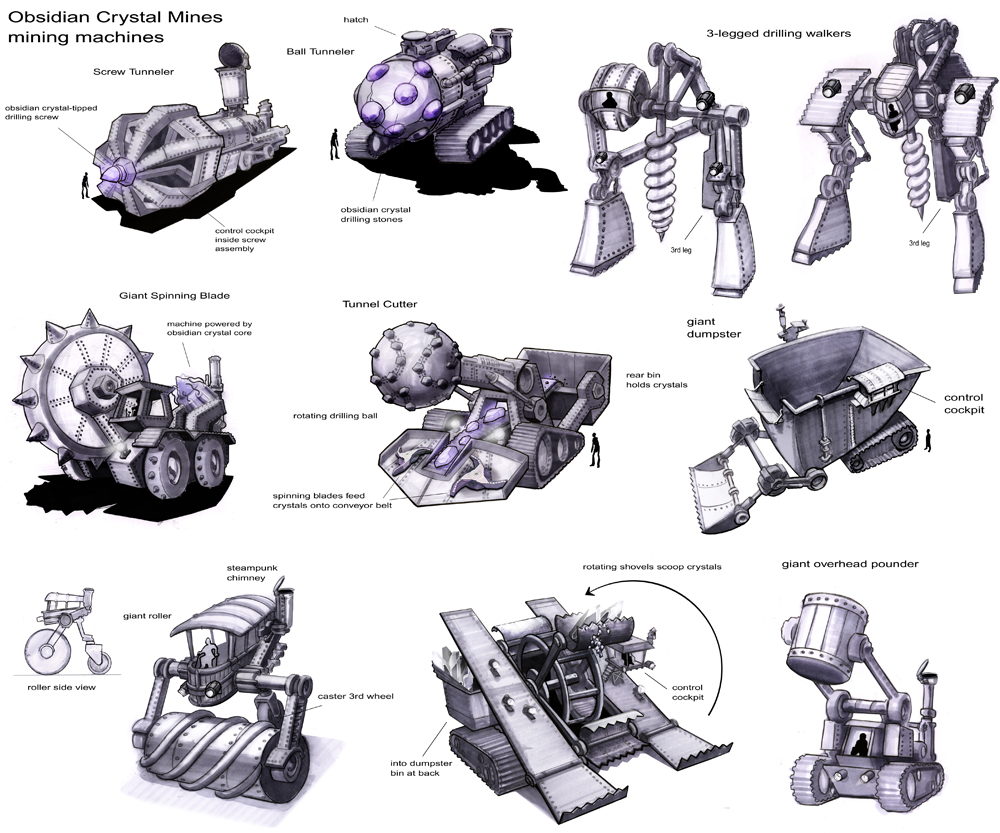 Obsidian Crystal Mines
mining machines
Screw Tunneler
obsidian crystal-tipped
drilling screw
control cockpit
inside screw
assembly
hatch
Ball Tunneler
obsidian crystal
drilling stones
3-legged drilling walkers
3rd leg
3rd leg
Giant Spinning Blade
machine powered by
obsidian crystal core
Tunnel Cutter
rotating drilling ball
rear bin
holds crystals
spinning blades feed
crystals onto conveyor belt
giant
dumpster
control
cockpit
roller side view
steampunk
chimney
giant roller
caster 3rd wheel
rotating shovels scoop crystals
control
cockpit
into dumpster
bin at back
giant overhead pounder